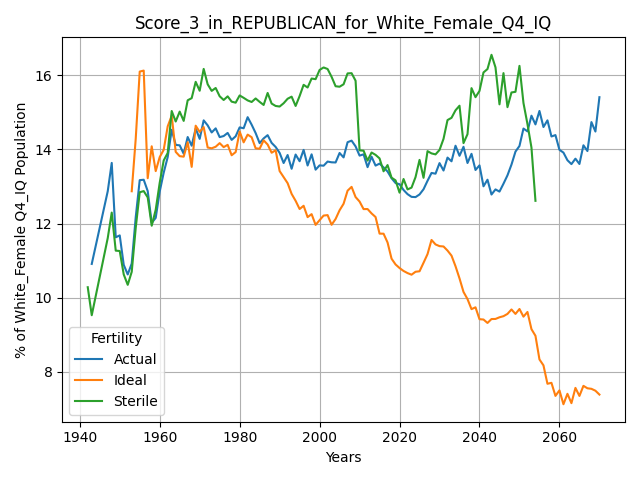 Score_3_in_REPUBLICAN_for_White_Female_Q4_IQ
% of White_Female Q4_IQ Population
16
14
12
10
8
Fertility
Actual
Ideal
Sterile
1940 1960 1980 2000 2020 2040 2060
Years